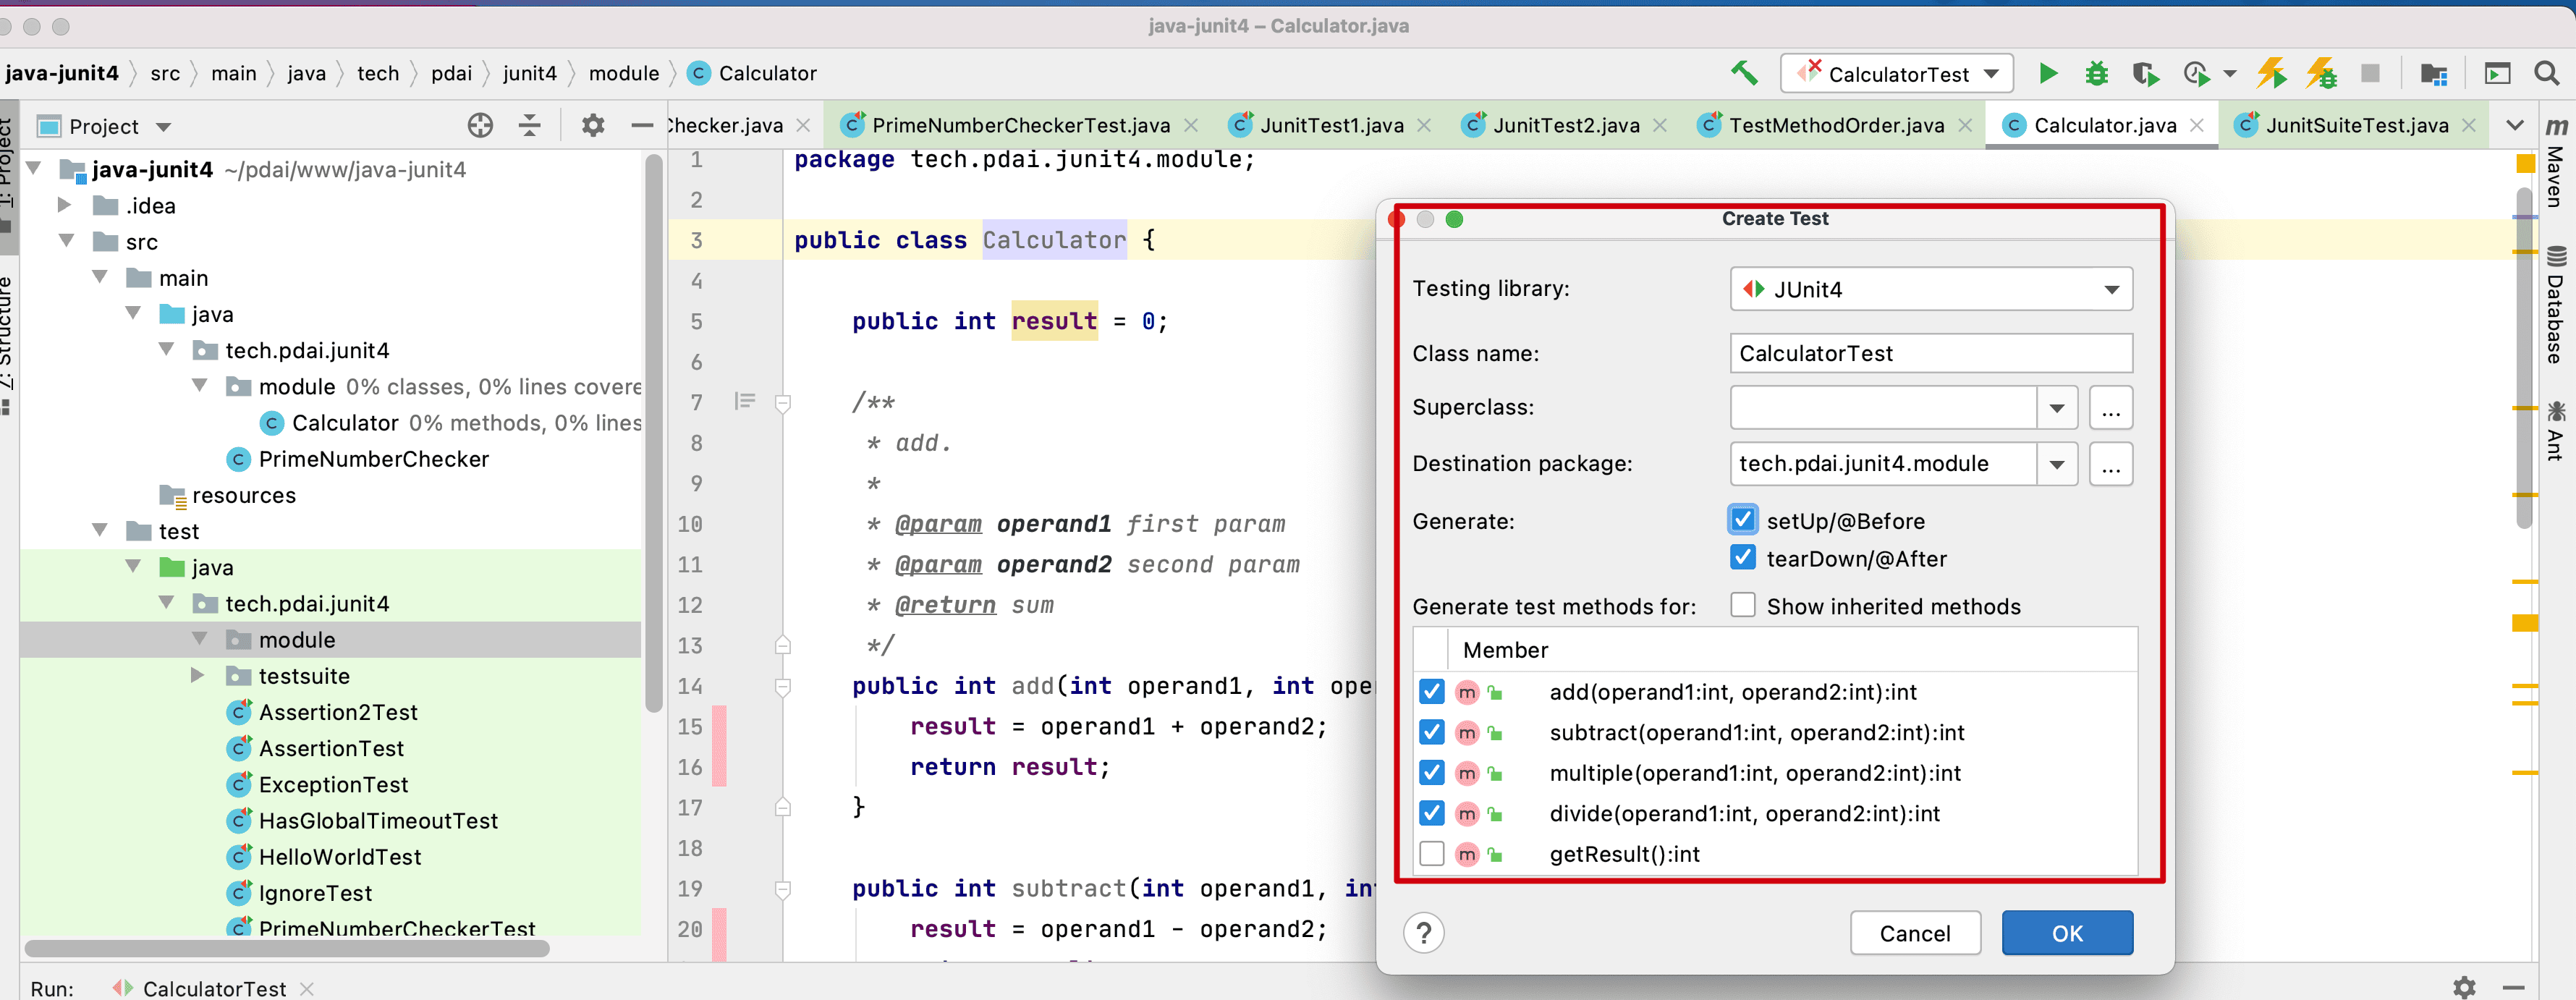 java-junit4 – Calculator.java
java-junit4 src main java tech pdai junit4 module Calculator
CalculatorTest
Project
Checker.java PrimeNumberCheckerTest.java JunitTest1.java JunitTest2.java TestMethodOrder.java Calculator.java JunitSuiteTest.java
1: Project
7: Structure
java-junit4 ~/pdai/www/java-junit4
.idea
src
main
java
tech.pdai.junit4
module 0% classes, 0% lines covere
Calculator 0% methods, 0% lines
PrimeNumberChecker
resources
test
java
tech.pdai.junit4
module
testsuite
Assertion2Test
AssertionTest
ExceptionTest
HasGlobalTimeoutTest
HelloWorldTest
IgnoreTest
PrimeNumberCheckerTest
1 package tech.pdai.junit4.module;
2
3 public class Calculator {
4
5 public int result = 0;
6
7 /**
8 * add.
9 *
10 * @param operand1 first param
11 * @param operand2 second param
12 * @return sum
13 */
14 public int add(int operand1, int ope
15 result = operand1 + operand2;
16 return result;
17 }
18
19 public int subtract(int operand1, in
20 result = operand1 - operand2;
Create Test
Testing library: JUnit4
Class name: CalculatorTest
Superclass: ...
Destination package: tech.pdai.junit4.module ...
Generate: setUp/@Before
tearDown/@After
Generate test methods for: Show inherited methods
Member
m add(operand1:int, operand2:int):int
m subtract(operand1:int, operand2:int):int
m multiple(operand1:int, operand2:int):int
m divide(operand1:int, operand2:int):int
m getResult():int
? Cancel OK
m Maven
Database
Ant
Run: CalculatorTest